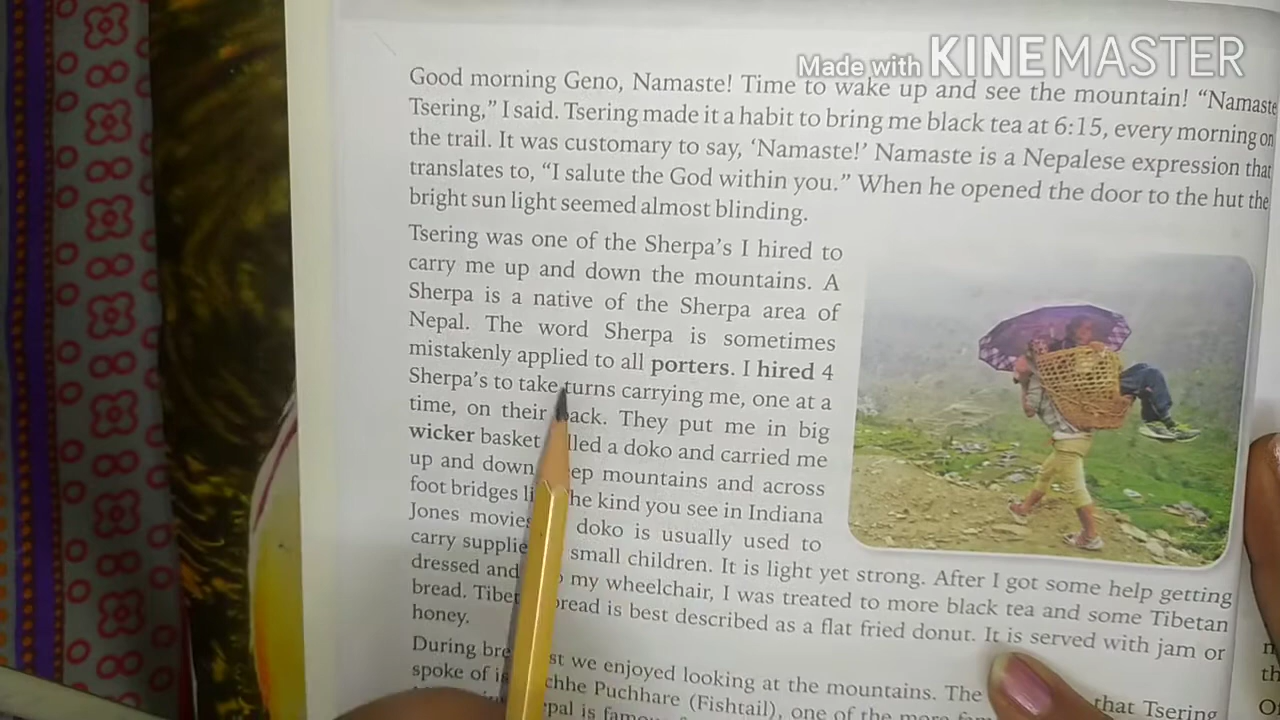 Made with KINEMASTER
Good morning Geno, Namaste! Time to wake up and see the mountain! “Namaste
Tsering,” I said. Tsering made it a habit to bring me black tea at 6:15, every morning on
the trail. It was customary to say, ‘Namaste!’ Namaste is a Nepalese expression that
translates to, “I salute the God within you.” When he opened the door to the hut the
bright sun light seemed almost blinding.
Tsering was one of the Sherpa’s I hired to
carry me up and down the mountains. A
Sherpa is a native of the Sherpa area of
Nepal. The word Sherpa is sometimes
mistakenly applied to all porters. I hired 4
Sherpa’s to take turns carrying me, one at a
time, on their back. They put me in big
wicker basket called a doko and carried me
up and down steep mountains and across
foot bridges like the kind you see in Indiana
Jones movies. doko is usually used to
carry supplies small children. It is light yet strong. After I got some help getting
dressed and my wheelchair, I was treated to more black tea and some Tibetan
bread. Tibetan bread is best described as a flat fried donut. It is served with jam or
honey.
During breakfast we enjoyed looking at the mountains. The that Tsering
spoke of is Puchhare (Fishtail), one of the more